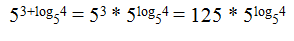 5^{3+log_5 4} = 5^3 * 5^{log_5 4} = 125 * 5^{log_5 4}